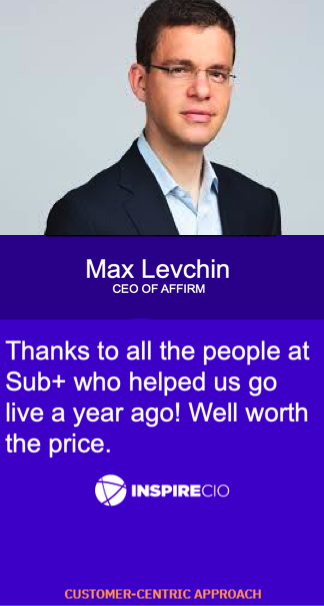 Max Levchin
CEO OF AFFIRM
Thanks to all the people at
Sub+ who helped us go
live a year ago! Well worth
the price.
INSPIRECIO
CUSTOMER-CENTRIC APPROACH